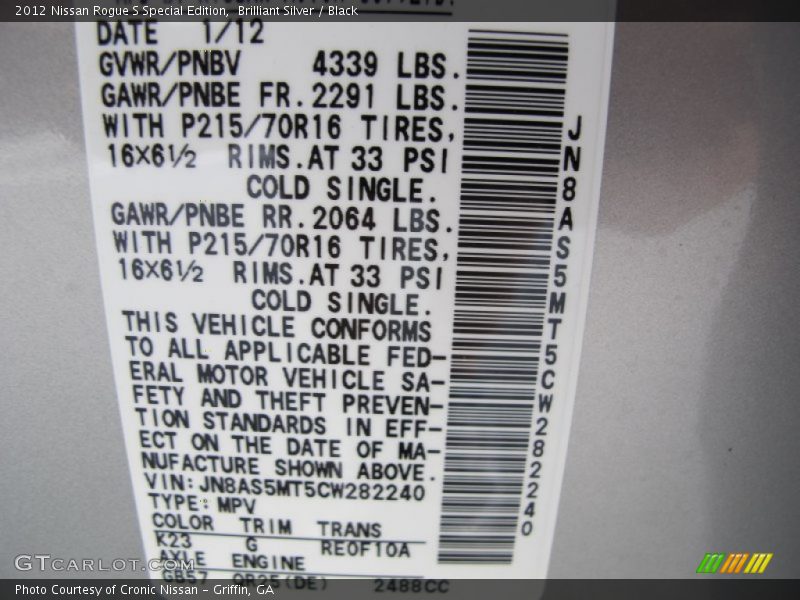 2012 Nissan Rogue S Special Edition, Brilliant Silver / Black
DATE 1/12
GVWR/PNBV 4339 LBS.
GAWR/PNBE FR. 2291 LBS.
WITH P215/70R16 TIRES,
16X6½ RIMS. AT 33 PSI
COLD SINGLE.
GAWR/PNBE RR. 2064 LBS.
WITH P215/70R16 TIRES,
16X6½ RIMS. AT 33 PSI
COLD SINGLE.
THIS VEHICLE CONFORMS
TO ALL APPLICABLE FED-
ERAL MOTOR VEHICLE SA-
FETY AND THEFT PREVEN-
TION STANDARDS IN EFF-
ECT ON THE DATE OF MA-
NUFACTURE SHOWN ABOVE.
VIN:JN8AS5MT5CW282240
TYPE:MPV
COLOR TRIM TRANS
K23 G RE0F10A
AXLE ENGINE
GB57 QR25(DE) 2488CC
JN8AS5MT5CW282240
GTCARLOT.COM
Photo Courtesy of Cronic Nissan - Griffin, GA